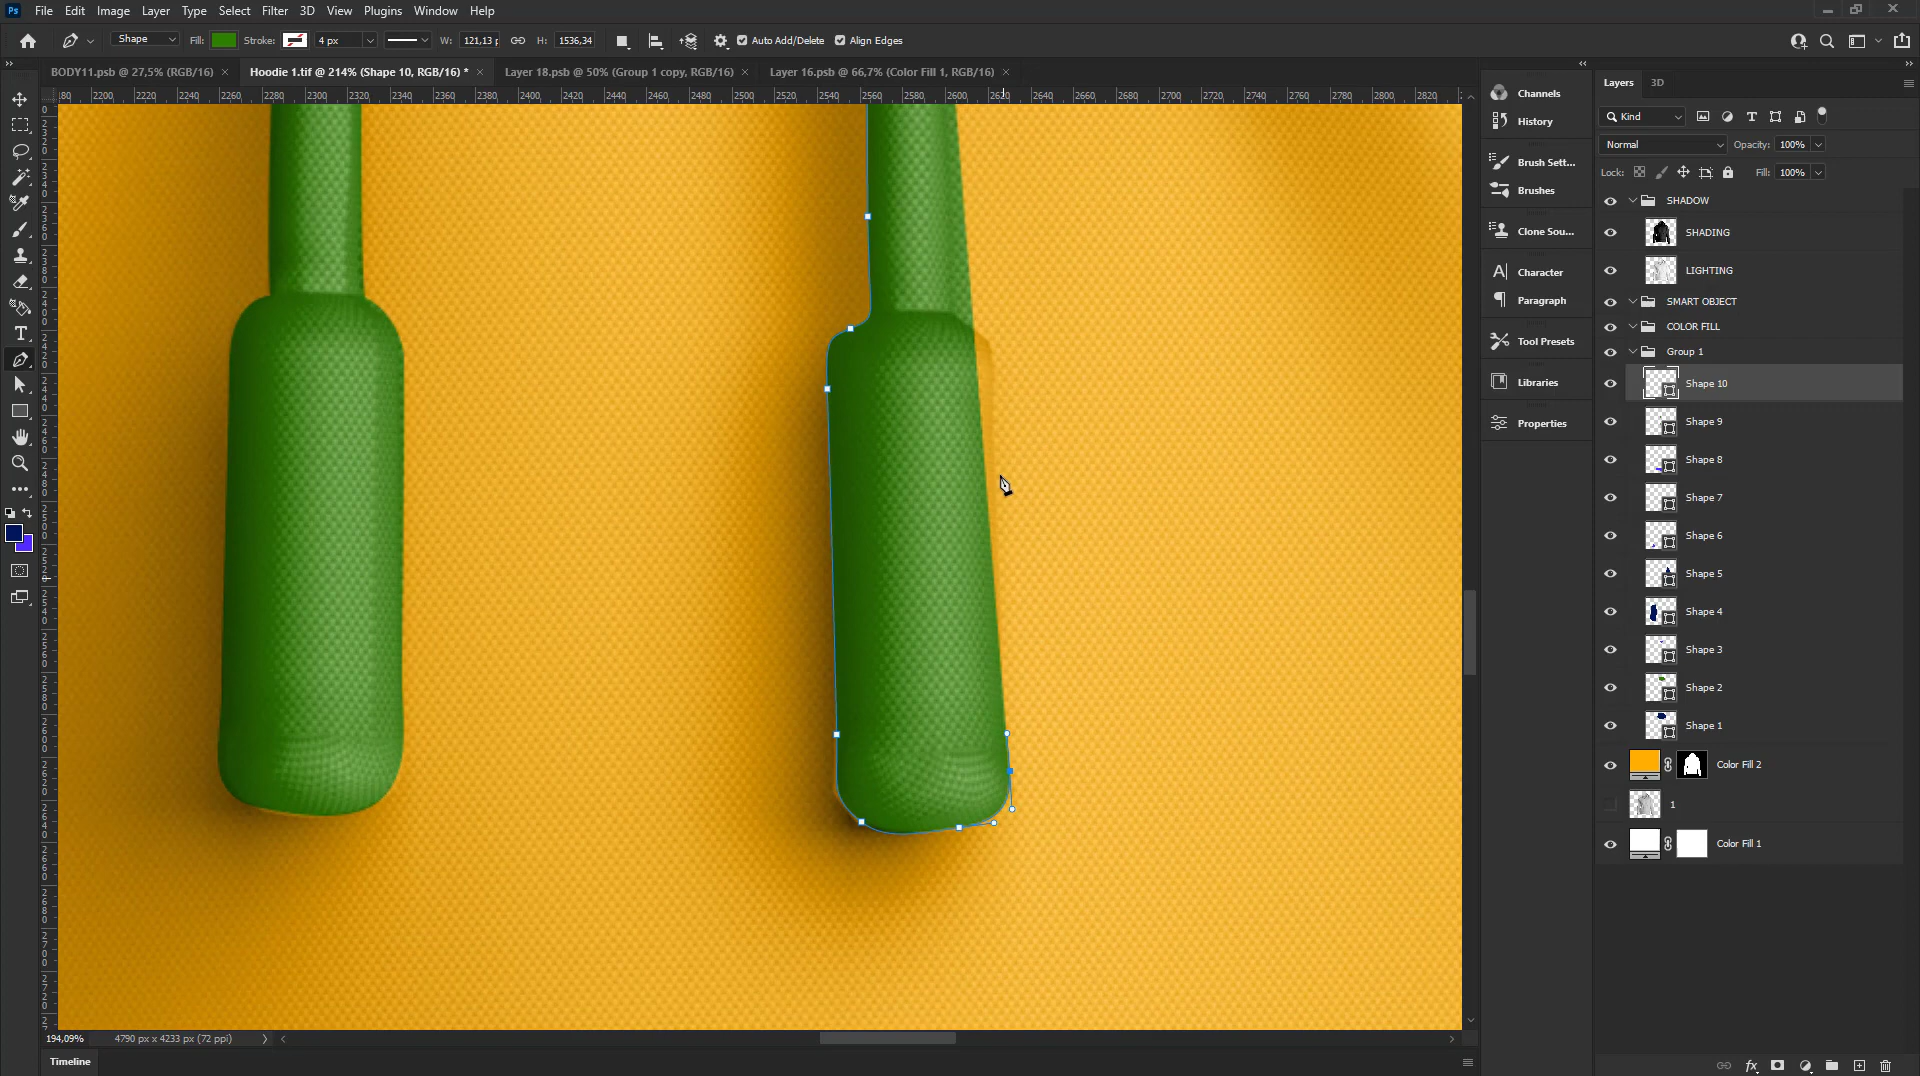 Ps File Edit Image Layer Type Select Filter 3D View Plugins Window Help
Shape Fill: Stroke: 4 px W: 121,13 p H: 1536,34 Auto Add/Delete Align Edges
BODY11.psb @ 27,5% (RGB/16) Hoodie 1.tif @ 214% (Shape 10, RGB/16) * Layer 18.psb @ 50% (Group 1 copy, RGB/16) Layer 16.psb @ 66,7% (Color Fill 1, RGB/16)
180 2200 2220 2240 2260 2280 2300 2320 2340 2360 2380 2400 2420 2440 2460 2480 2500 2520 2540 2560 2580 2600 2620 2640 2660 2680 2700 2720 2740 2760 2780 2800 2820
Channels
History
Brush Sett...
Brushes
Clone Sou...
Character
Paragraph
Tool Presets
Libraries
Properties
Layers 3D
Kind
Normal Opacity: 100%
Lock: Fill: 100%
SHADOW
SHADING
LIGHTING
SMART OBJECT
COLOR FILL
Group 1
Shape 10
Shape 9
Shape 8
Shape 7
Shape 6
Shape 5
Shape 4
Shape 3
Shape 2
Shape 1
Color Fill 2
1
Color Fill 1
194,09% 4790 px x 4233 px (72 ppi)
Timeline
fx